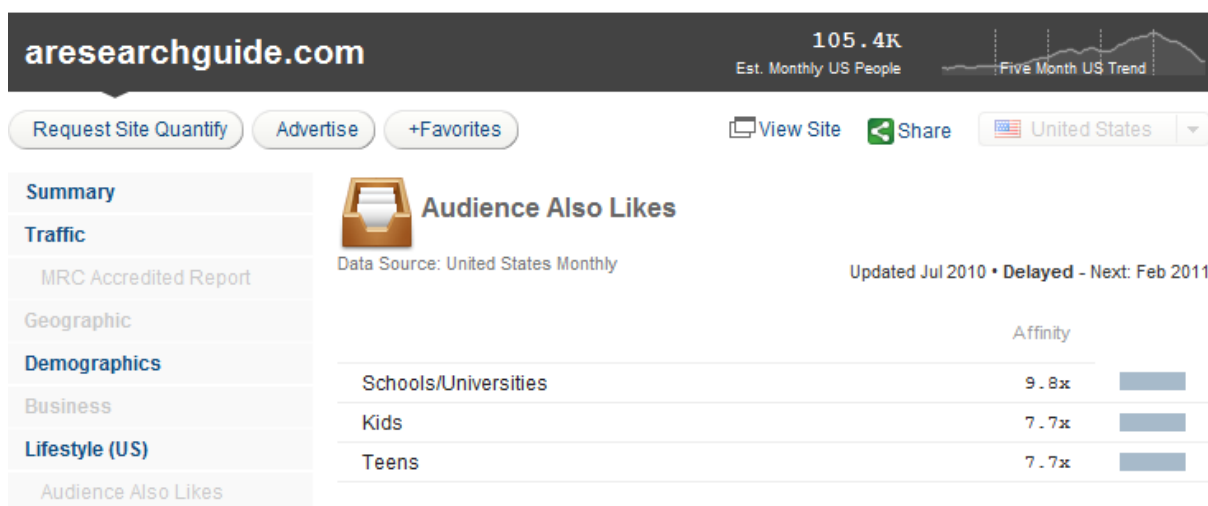 aresearchguide.com
105.4K
Est. Monthly US People
Five Month US Trend
Request Site Quantify
Advertise
+Favorites
View Site
Share
United States
Summary
Traffic
MRC Accredited Report
Geographic
Demographics
Business
Lifestyle (US)
Audience Also Likes
Audience Also Likes
Data Source: United States Monthly
Updated Jul 2010 • Delayed - Next: Feb 2011
Affinity
Schools/Universities 9.8x
Kids 7.7x
Teens 7.7x